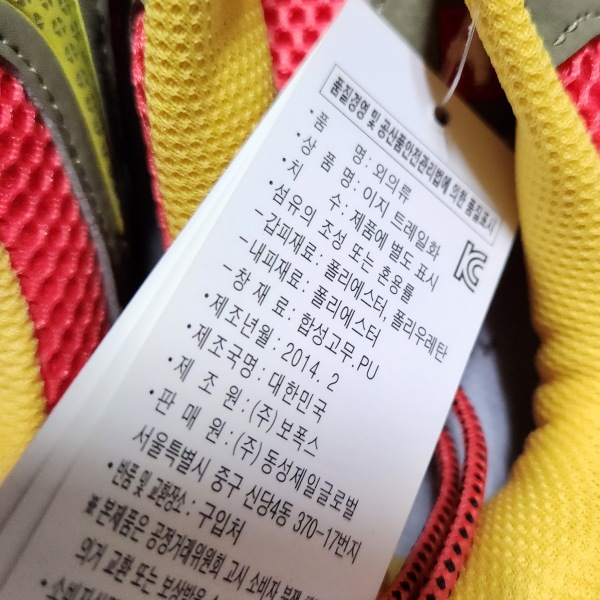 품질경영 및 공산품안전관리법에 의한 품질표시
·품 명 : 외의류
·상 품 명 : 이지 트레일화
·치 수 : 제품에 별도 표시
·섬유의 조성 또는 혼용률
-갑피재료 : 폴리에스터, 폴리우레탄
-내피재료 : 폴리에스터
-창 재 료 : 합성고무.PU
·제조년월 : 2014. 2
·제조국명 : 대한민국
·제 조 원 : (주) 보폭스
·판 매 원 : (주) 동성제일글로벌
서울특별시 중구 신당4동 370-17번지
·반품 및 교환장소 : 구입처
※ 본제품은 공정거래위원회 고시 소비자
의거 교환 또는 보상받을